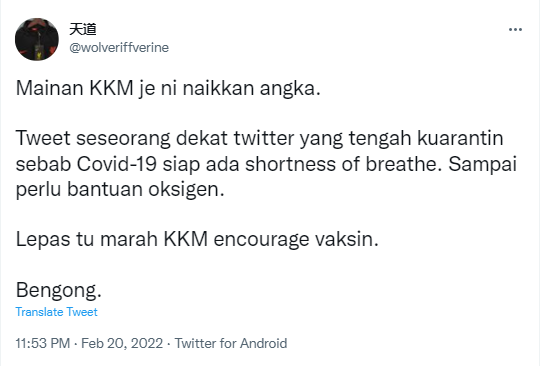 天道
@wolveriffverine
Mainan KKM je ni naikkan angka.
Tweet seseorang dekat twitter yang tengah kuarantin
sebab Covid-19 siap ada shortness of breathe. Sampai
perlu bantuan oksigen.
Lepas tu marah KKM encourage vaksin.
Bengong.
Translate Tweet
11:53 PM · Feb 20, 2022 · Twitter for Android